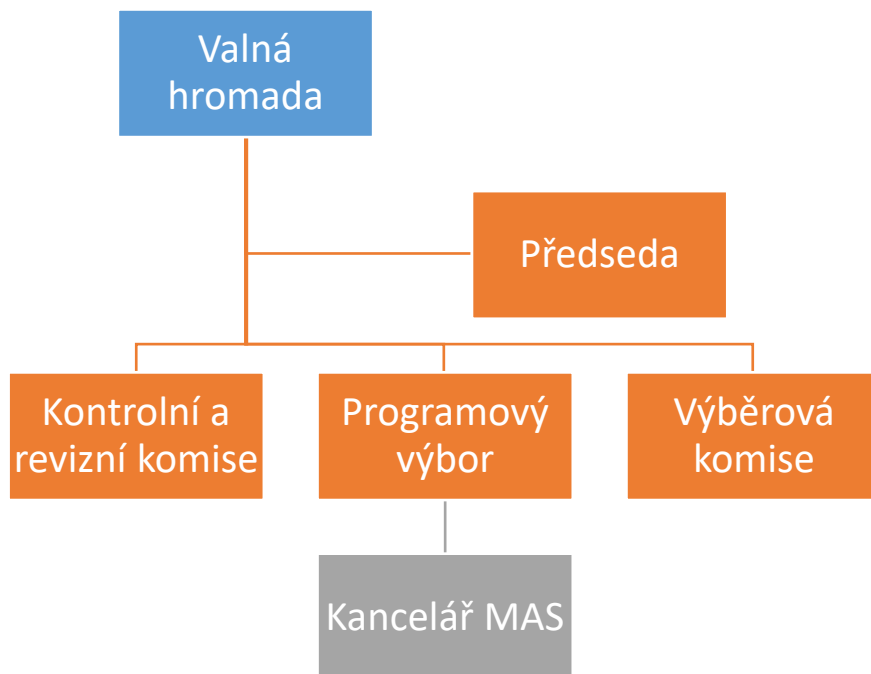 Valná
hromada
Předseda
Kontrolní a
revizní komise
Programový
výbor
Výběrová
komise
Kancelář MAS